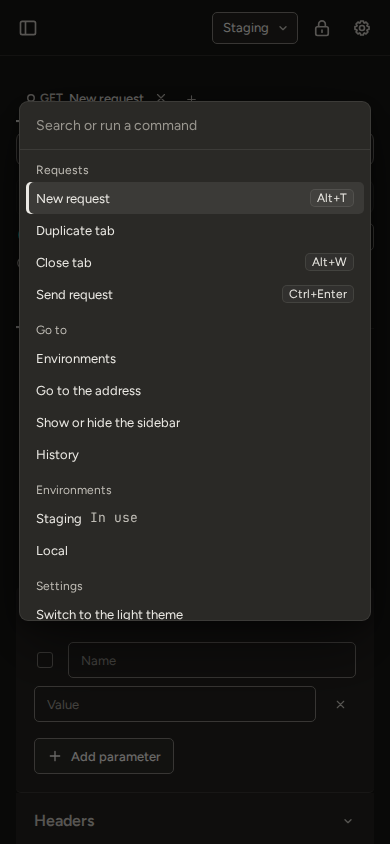 Staging
GET New request
Search or run a command
Requests
New request Alt+T
Duplicate tab
Close tab Alt+W
Send request Ctrl+Enter
Go to
Environments
Go to the address
Show or hide the sidebar
History
Environments
Staging In use
Local
Settings
Switch to the light theme
Name
Value
Add parameter
Headers